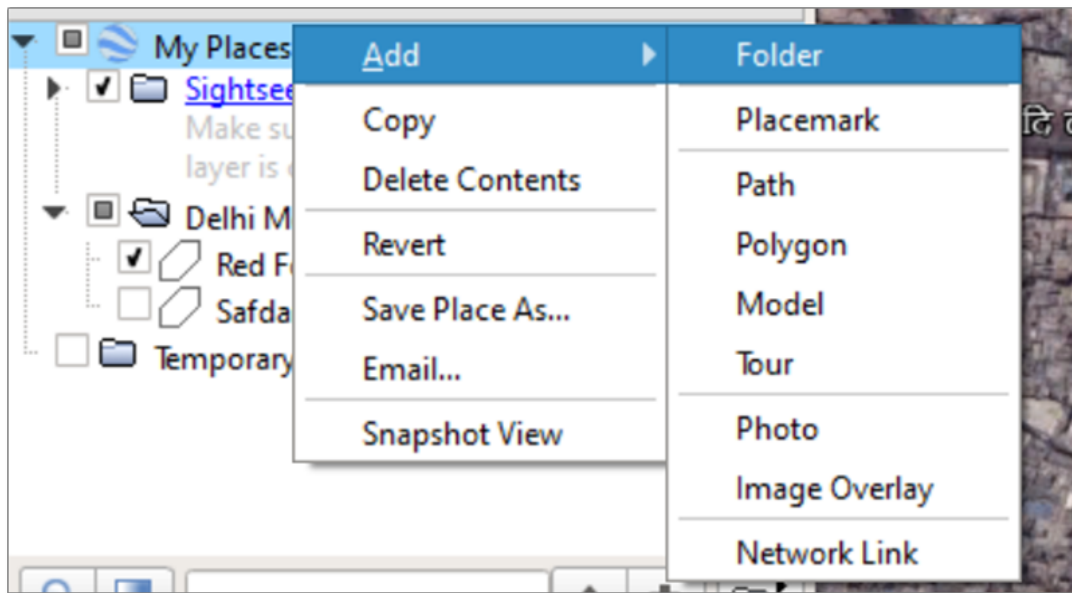 My Places
Make su
layer is
Delhi M
Red F
Safda
Temporary
Add
Copy
Delete Contents
Revert
Save Place As...
Email...
Snapshot View
Folder
Placemark
Path
Polygon
Model
Tour
Photo
Image Overlay
Network Link